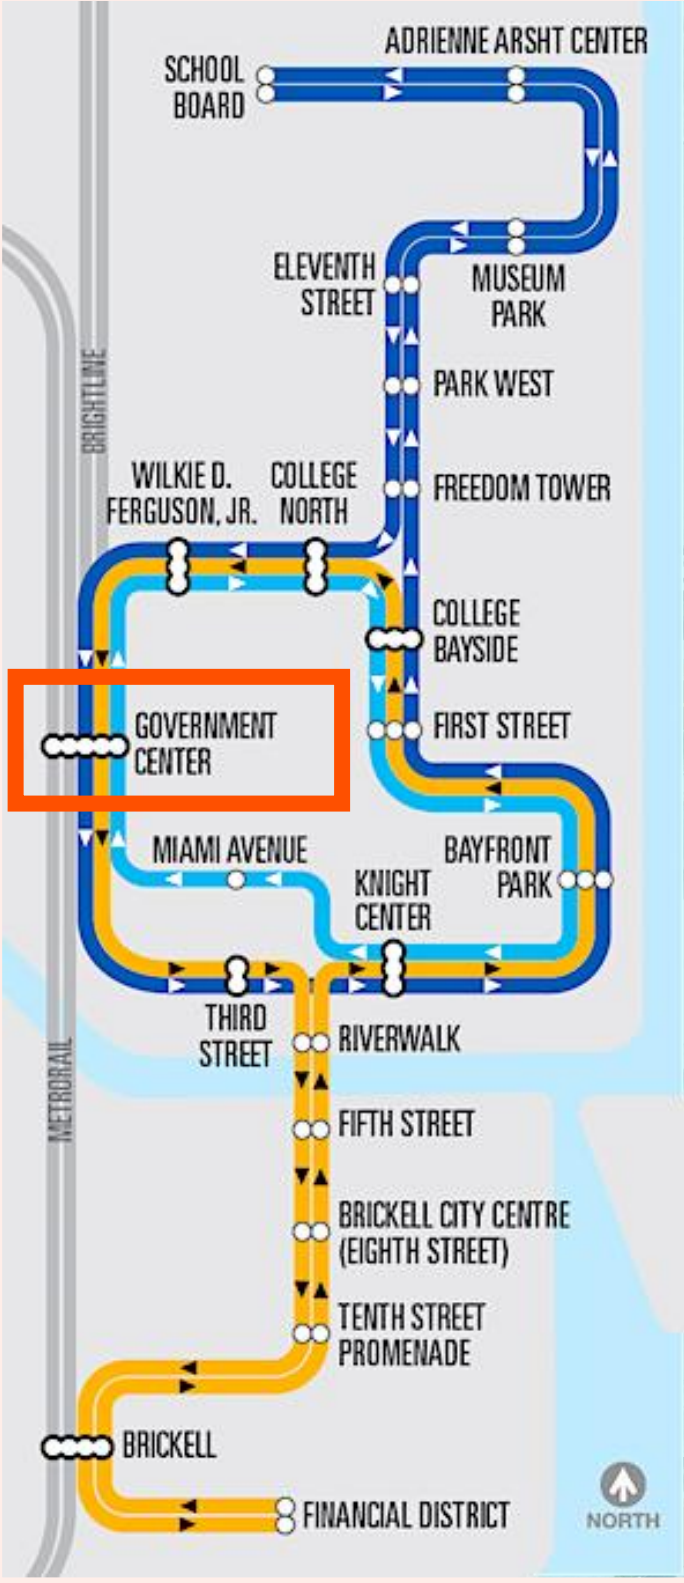 ADRIENNE ARSHT CENTER
SCHOOL
BOARD
ELEVENTH
STREET
MUSEUM
PARK
PARK WEST
BRIGHTLINE
WILKIE D.
FERGUSON, JR.
COLLEGE
NORTH
FREEDOM TOWER
COLLEGE
BAYSIDE
GOVERNMENT
CENTER
FIRST STREET
MIAMI AVENUE
BAYFRONT
PARK
KNIGHT
CENTER
THIRD
STREET
RIVERWALK
METRORAIL
FIFTH STREET
BRICKELL CITY CENTRE
(EIGHTH STREET)
TENTH STREET
PROMENADE
BRICKELL
FINANCIAL DISTRICT
NORTH